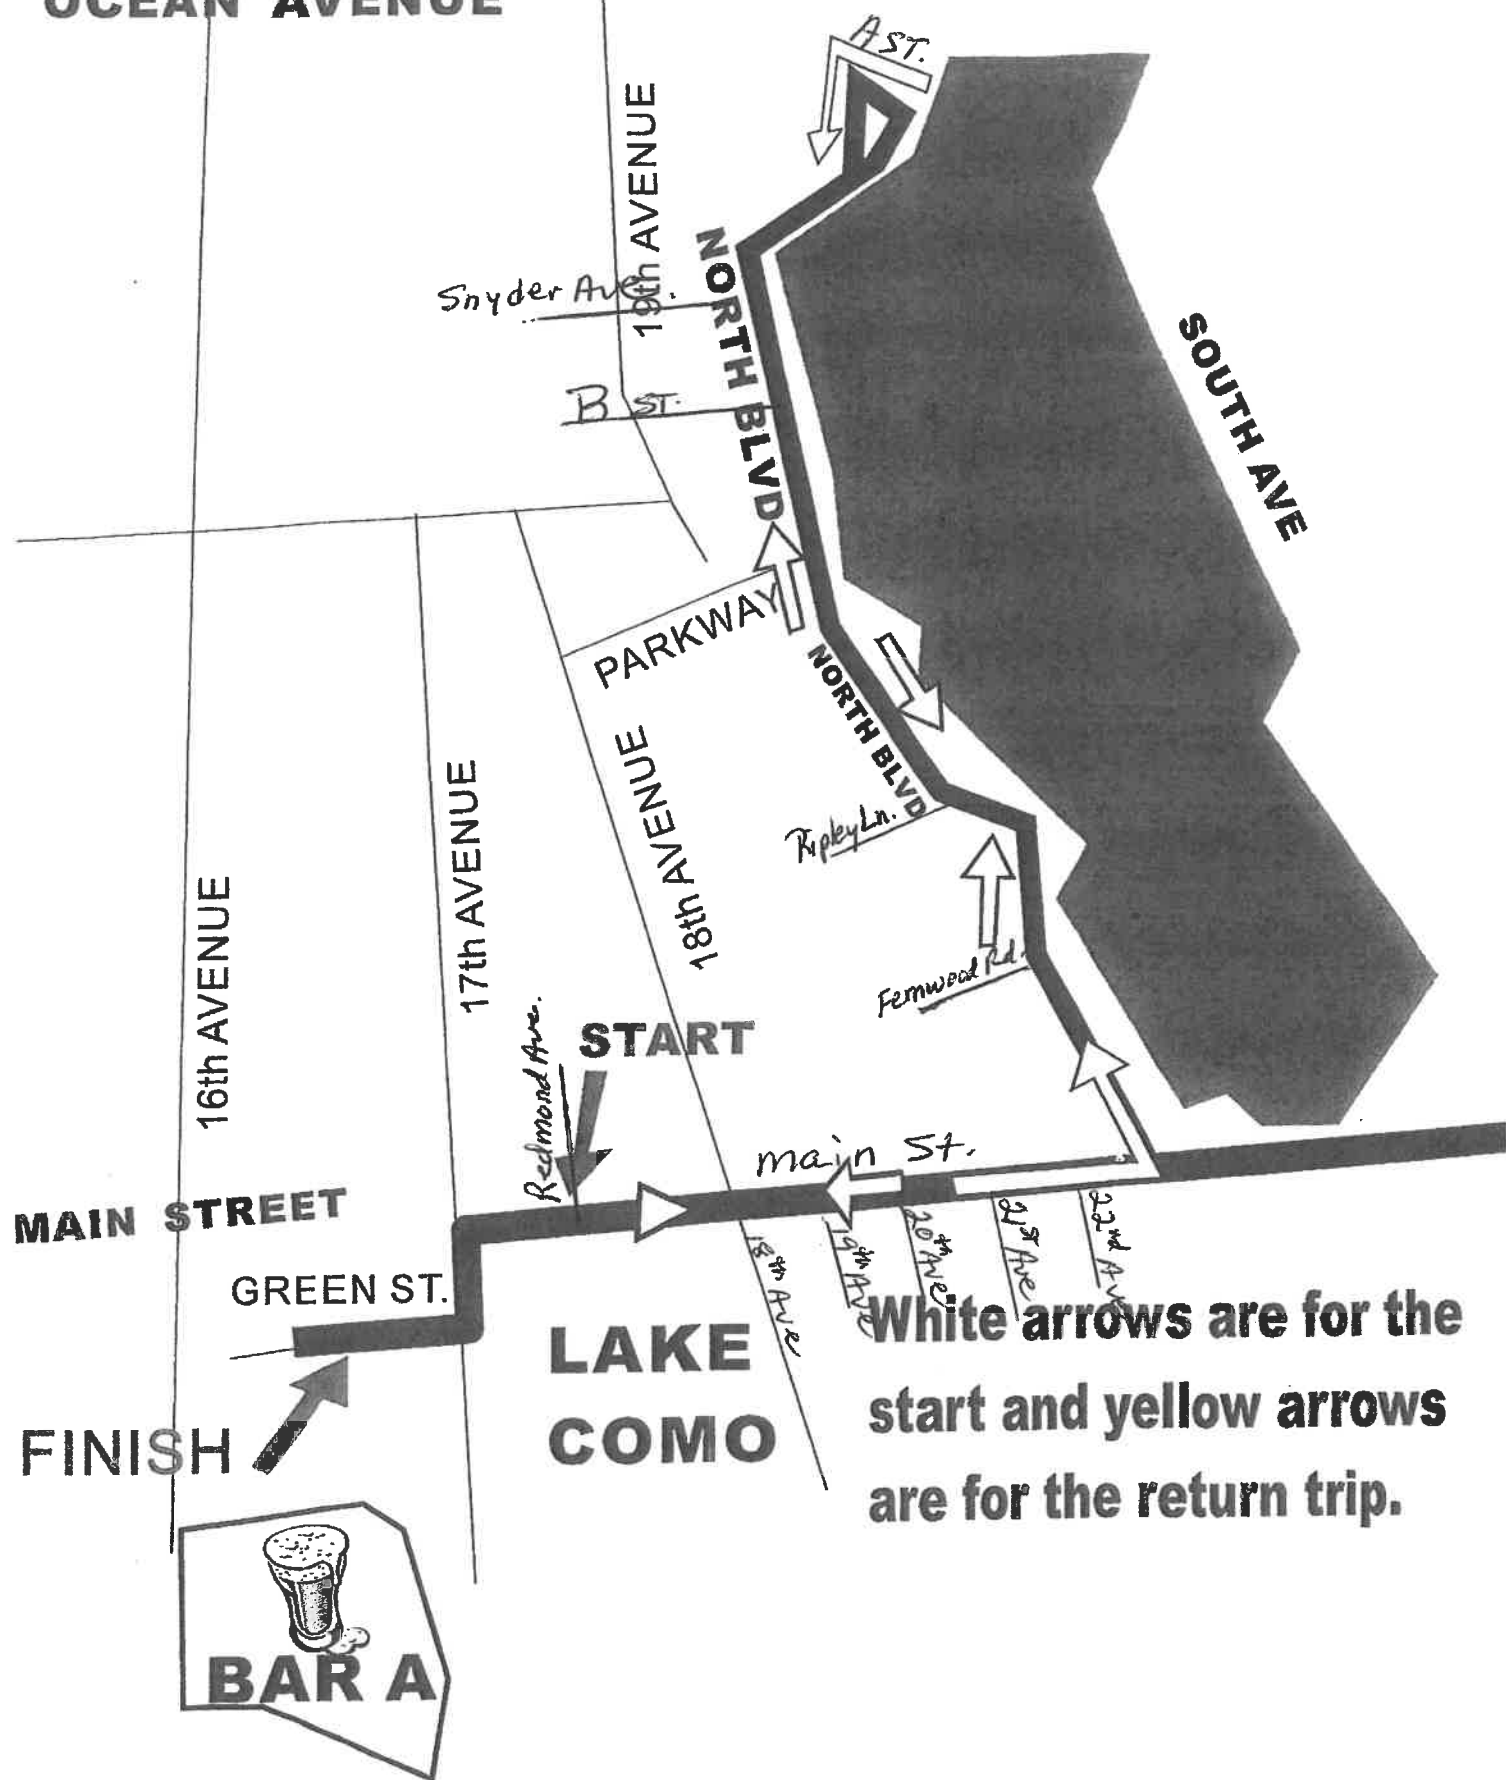 OCEAN AVENUE
A ST.
19th AVENUE
Snyder Ave.
NORTH BLVD
B ST.
SOUTH AVE
PARKWAY
NORTH BLVD
18th AVENUE
Ripley Ln.
17th AVENUE
16th AVENUE
Fernwood Rd.
START
Redmond Ave.
main St.
MAIN STREET
GREEN ST.
18th Ave
19th Ave
20th Ave
21st Ave
22nd Ave
LAKE
COMO
White arrows are for the
start and yellow arrows
are for the return trip.
FINISH
BAR A